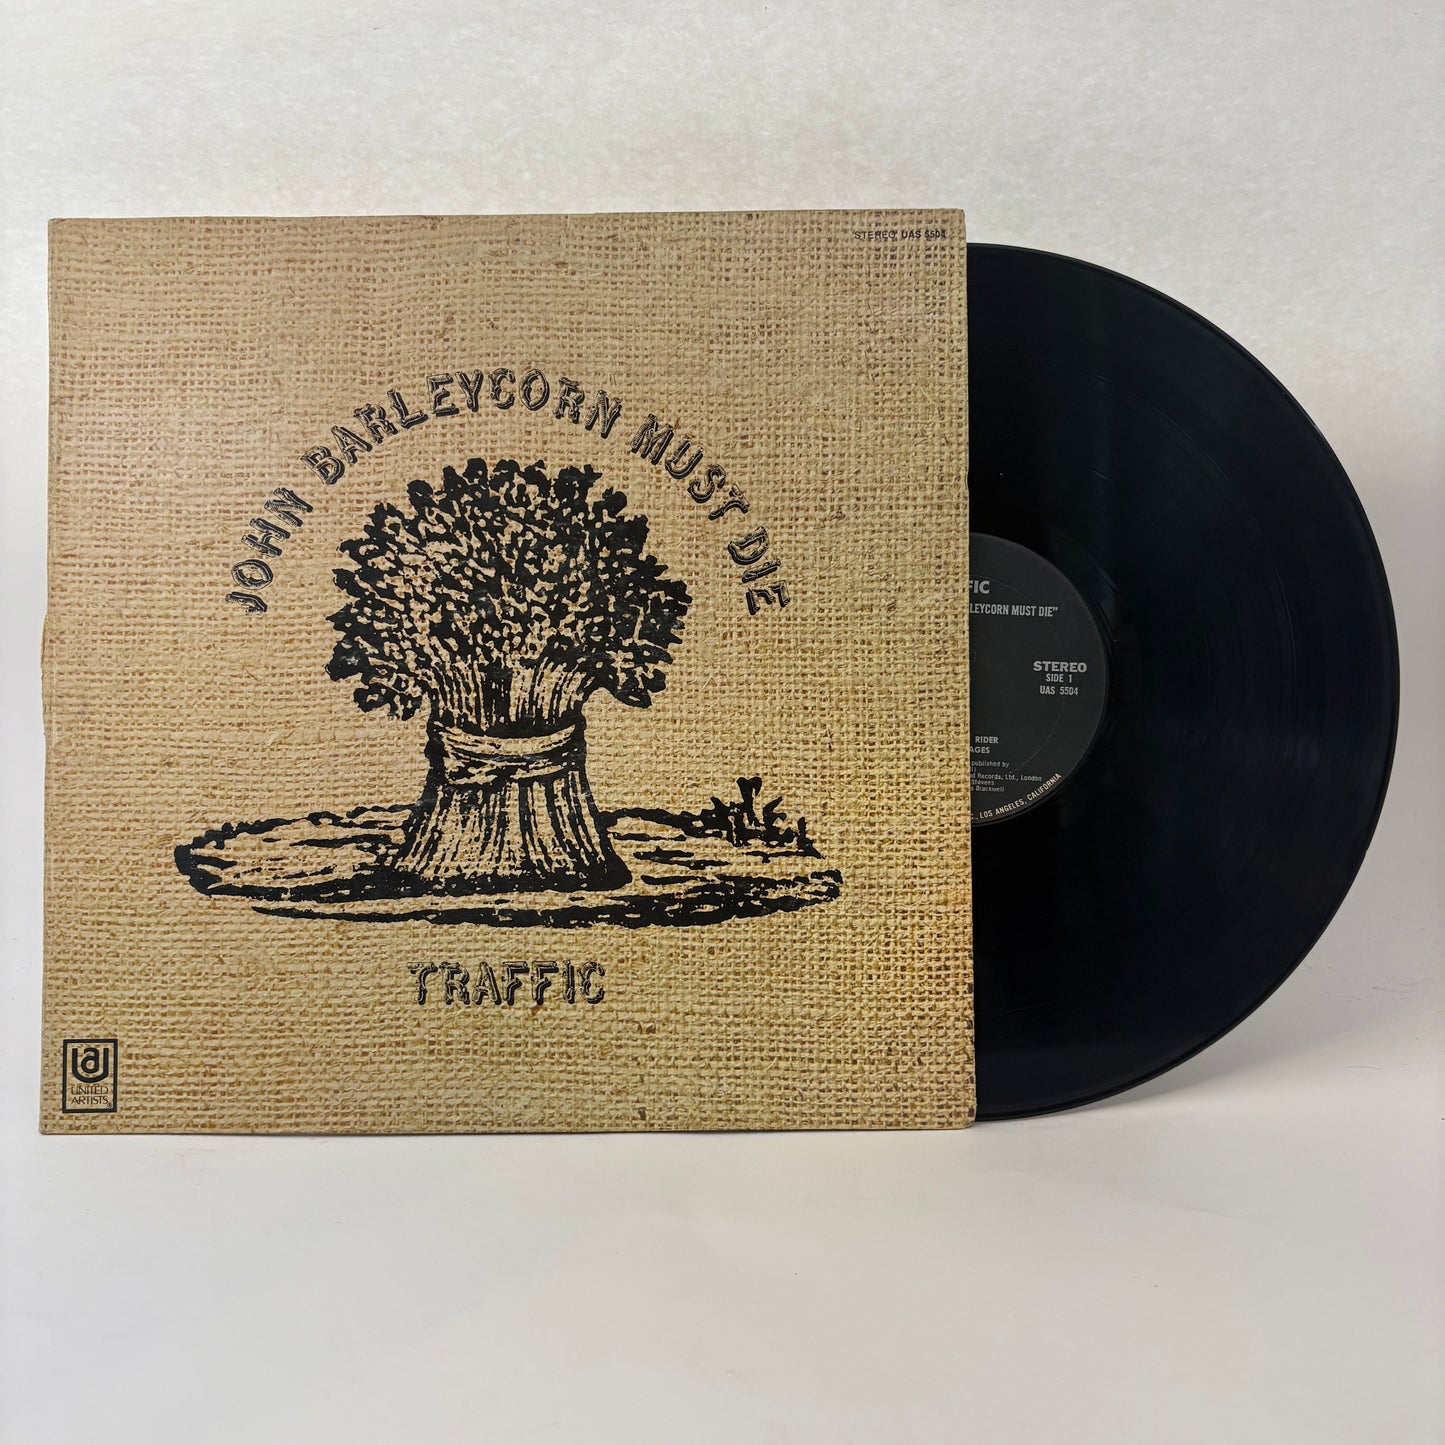 STEREO UAS 5504
JOHN BARLEYCORN MUST DIE
TRAFFIC
UNITED
ARTISTS
FIC
LEYCORN MUST DIE"
STEREO
SIDE 1
UAS 5504
RIDER
AGES
published by
Records, Ltd., London
Stevens
Blackwell
LOS ANGELES, CALIFORNIA